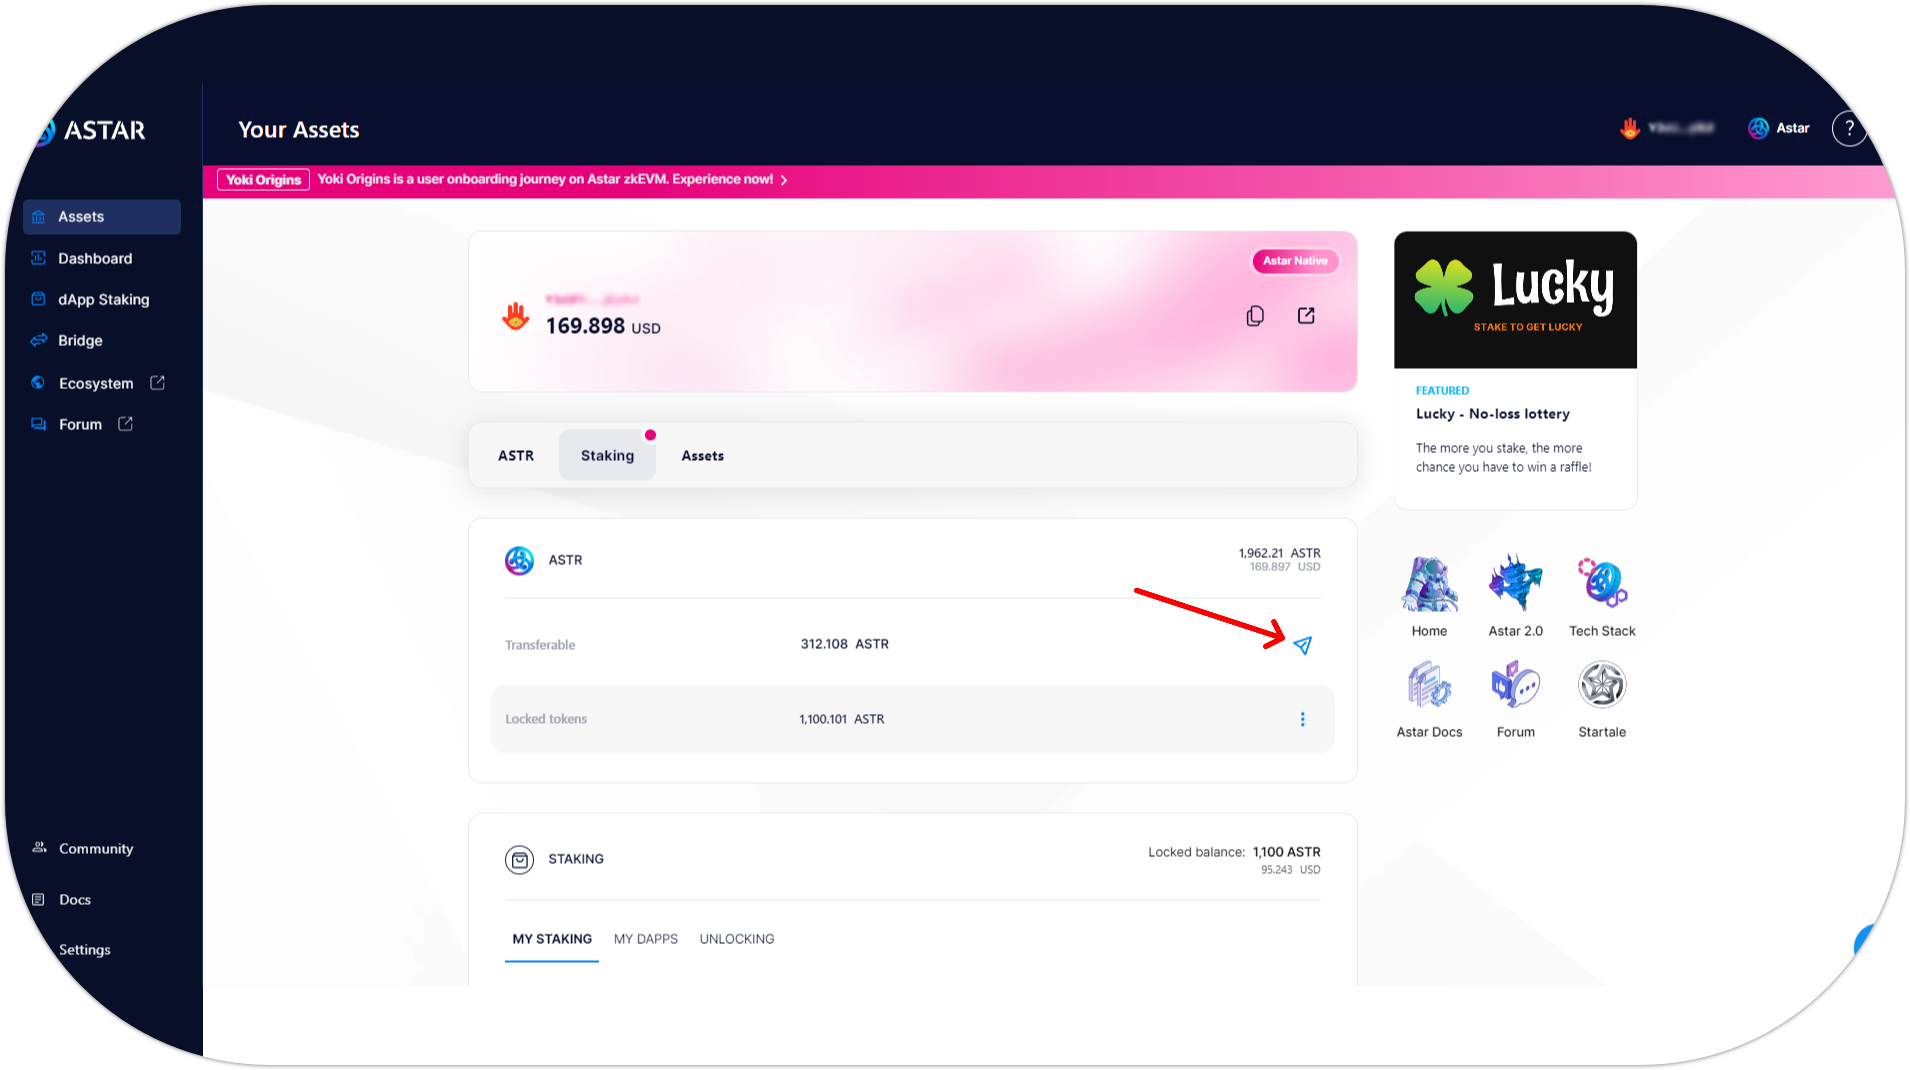 ASTAR
Your Assets
Astar
?
Yoki Origins Yoki Origins is a user onboarding journey on Astar zkEVM. Experience now!
Assets
Dashboard
dApp Staking
Bridge
Ecosystem
Forum
Community
Docs
Settings
Astar Native
169.898 USD
ASTR Staking Assets
ASTR
1,962.21 ASTR
169.897 USD
Transferable 312.108 ASTR
Locked tokens 1,100.101 ASTR
STAKING
Locked balance: 1,100 ASTR
95.243 USD
MY STAKING MY DAPPS UNLOCKING
Lucky
STAKE TO GET LUCKY
FEATURED
Lucky - No-loss lottery
The more you stake, the more
chance you have to win a raffle!
Home Astar 2.0 Tech Stack
Astar Docs Forum Startale